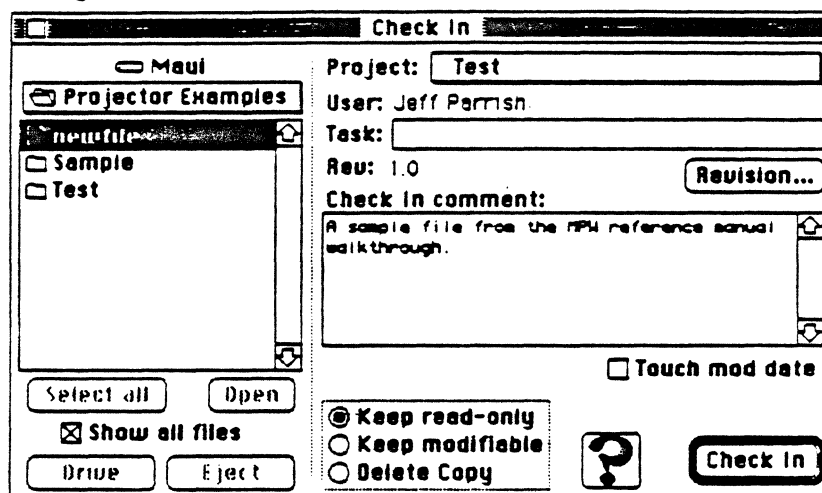 Check In
Maui
Projector Examples
newfiles
Sample
Test
Select all
Open
Show all files
Drive
Eject
Project: Test
User: Jeff Parrish
Task:
Rev: 1.0
Revision...
Check in comment:
A sample file from the MPW reference manual
walkthrough.
Touch mod date
Keep read-only
Keep modifiable
Delete Copy
?
Check In